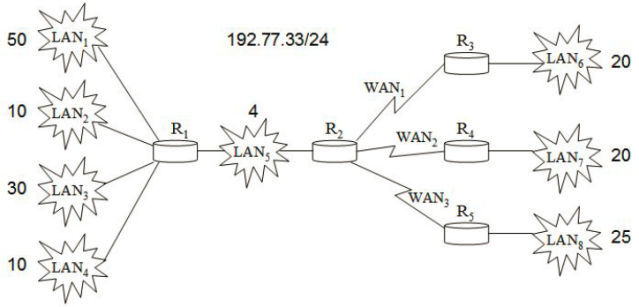 50
LAN1
192.77.33/24
R3
LAN6
20
WAN1
10
LAN2
4
R1
R2
WAN2
R4
LAN5
LAN7
20
30
LAN3
WAN3
R5
LAN8
25
10
LAN4